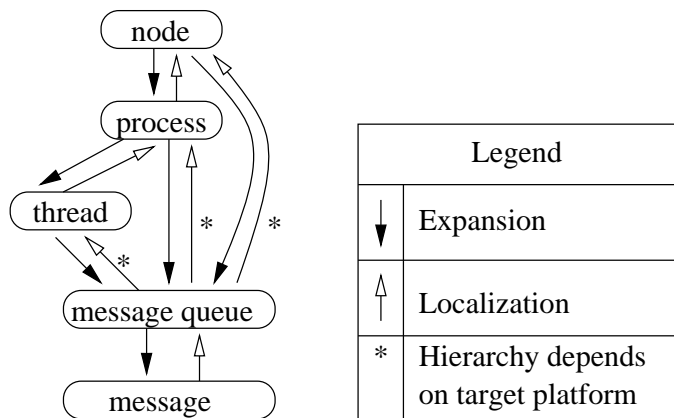 node
process
thread
*
*
*
message queue
message
Legend
Expansion
Localization
* Hierarchy depends
on target platform